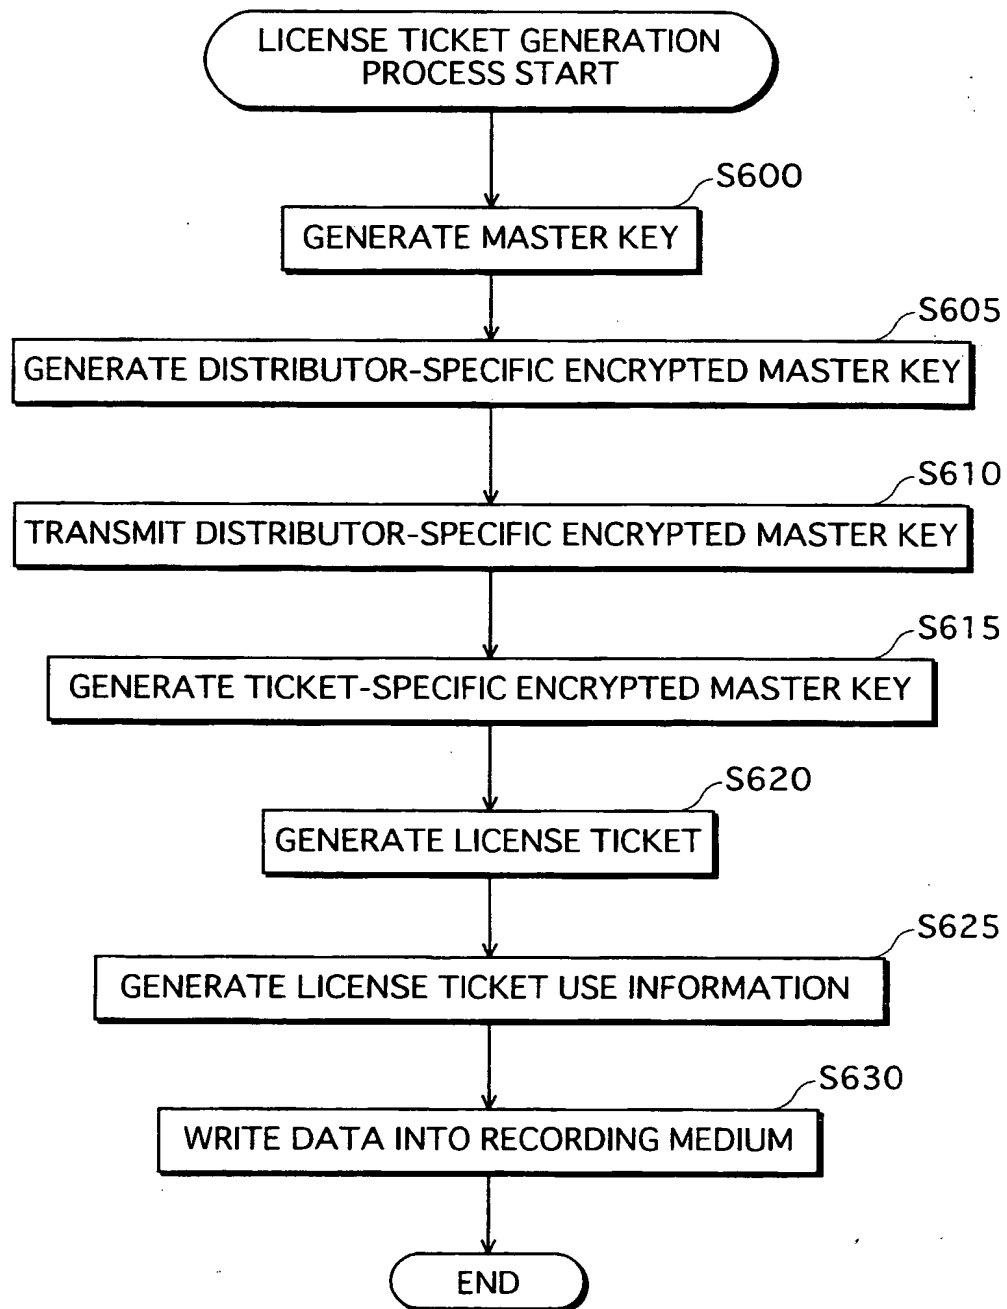 LICENSE TICKET GENERATION
PROCESS START
S600
GENERATE MASTER KEY
S605
GENERATE DISTRIBUTOR-SPECIFIC ENCRYPTED MASTER KEY
S610
TRANSMIT DISTRIBUTOR-SPECIFIC ENCRYPTED MASTER KEY
S615
GENERATE TICKET-SPECIFIC ENCRYPTED MASTER KEY
S620
GENERATE LICENSE TICKET
S625
GENERATE LICENSE TICKET USE INFORMATION
S630
WRITE DATA INTO RECORDING MEDIUM
END